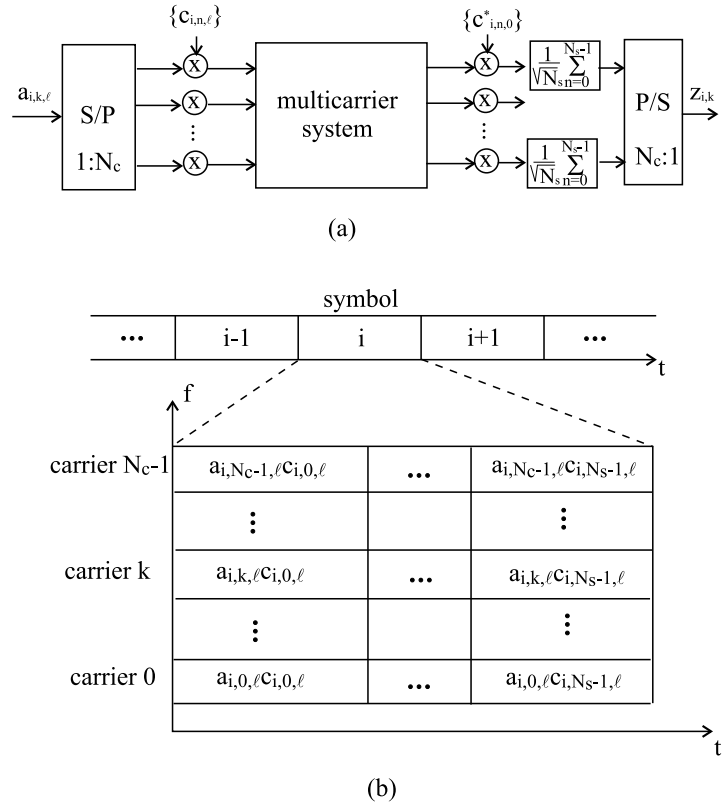 {c_{i,n,ℓ}} {c*_{i,n,0}}
a_{i,k,ℓ} S/P 1:N_c x x ⋮ x multicarrier system x x ⋮ x 1/√N_s ∑_{n=0}^{N_s-1} 1/√N_s ∑_{n=0}^{N_s-1} P/S N_c:1 z_{i,k}
(a)
symbol
... i-1 i i+1 ...
t
f
carrier N_c-1 a_{i,N_c-1,ℓ}c_{i,0,ℓ} ... a_{i,N_c-1,ℓ}c_{i,N_s-1,ℓ}
⋮ ⋮
carrier k a_{i,k,ℓ}c_{i,0,ℓ} ... a_{i,k,ℓ}c_{i,N_s-1,ℓ}
⋮ ⋮
carrier 0 a_{i,0,ℓ}c_{i,0,ℓ} ... a_{i,0,ℓ}c_{i,N_s-1,ℓ}
t
(b)